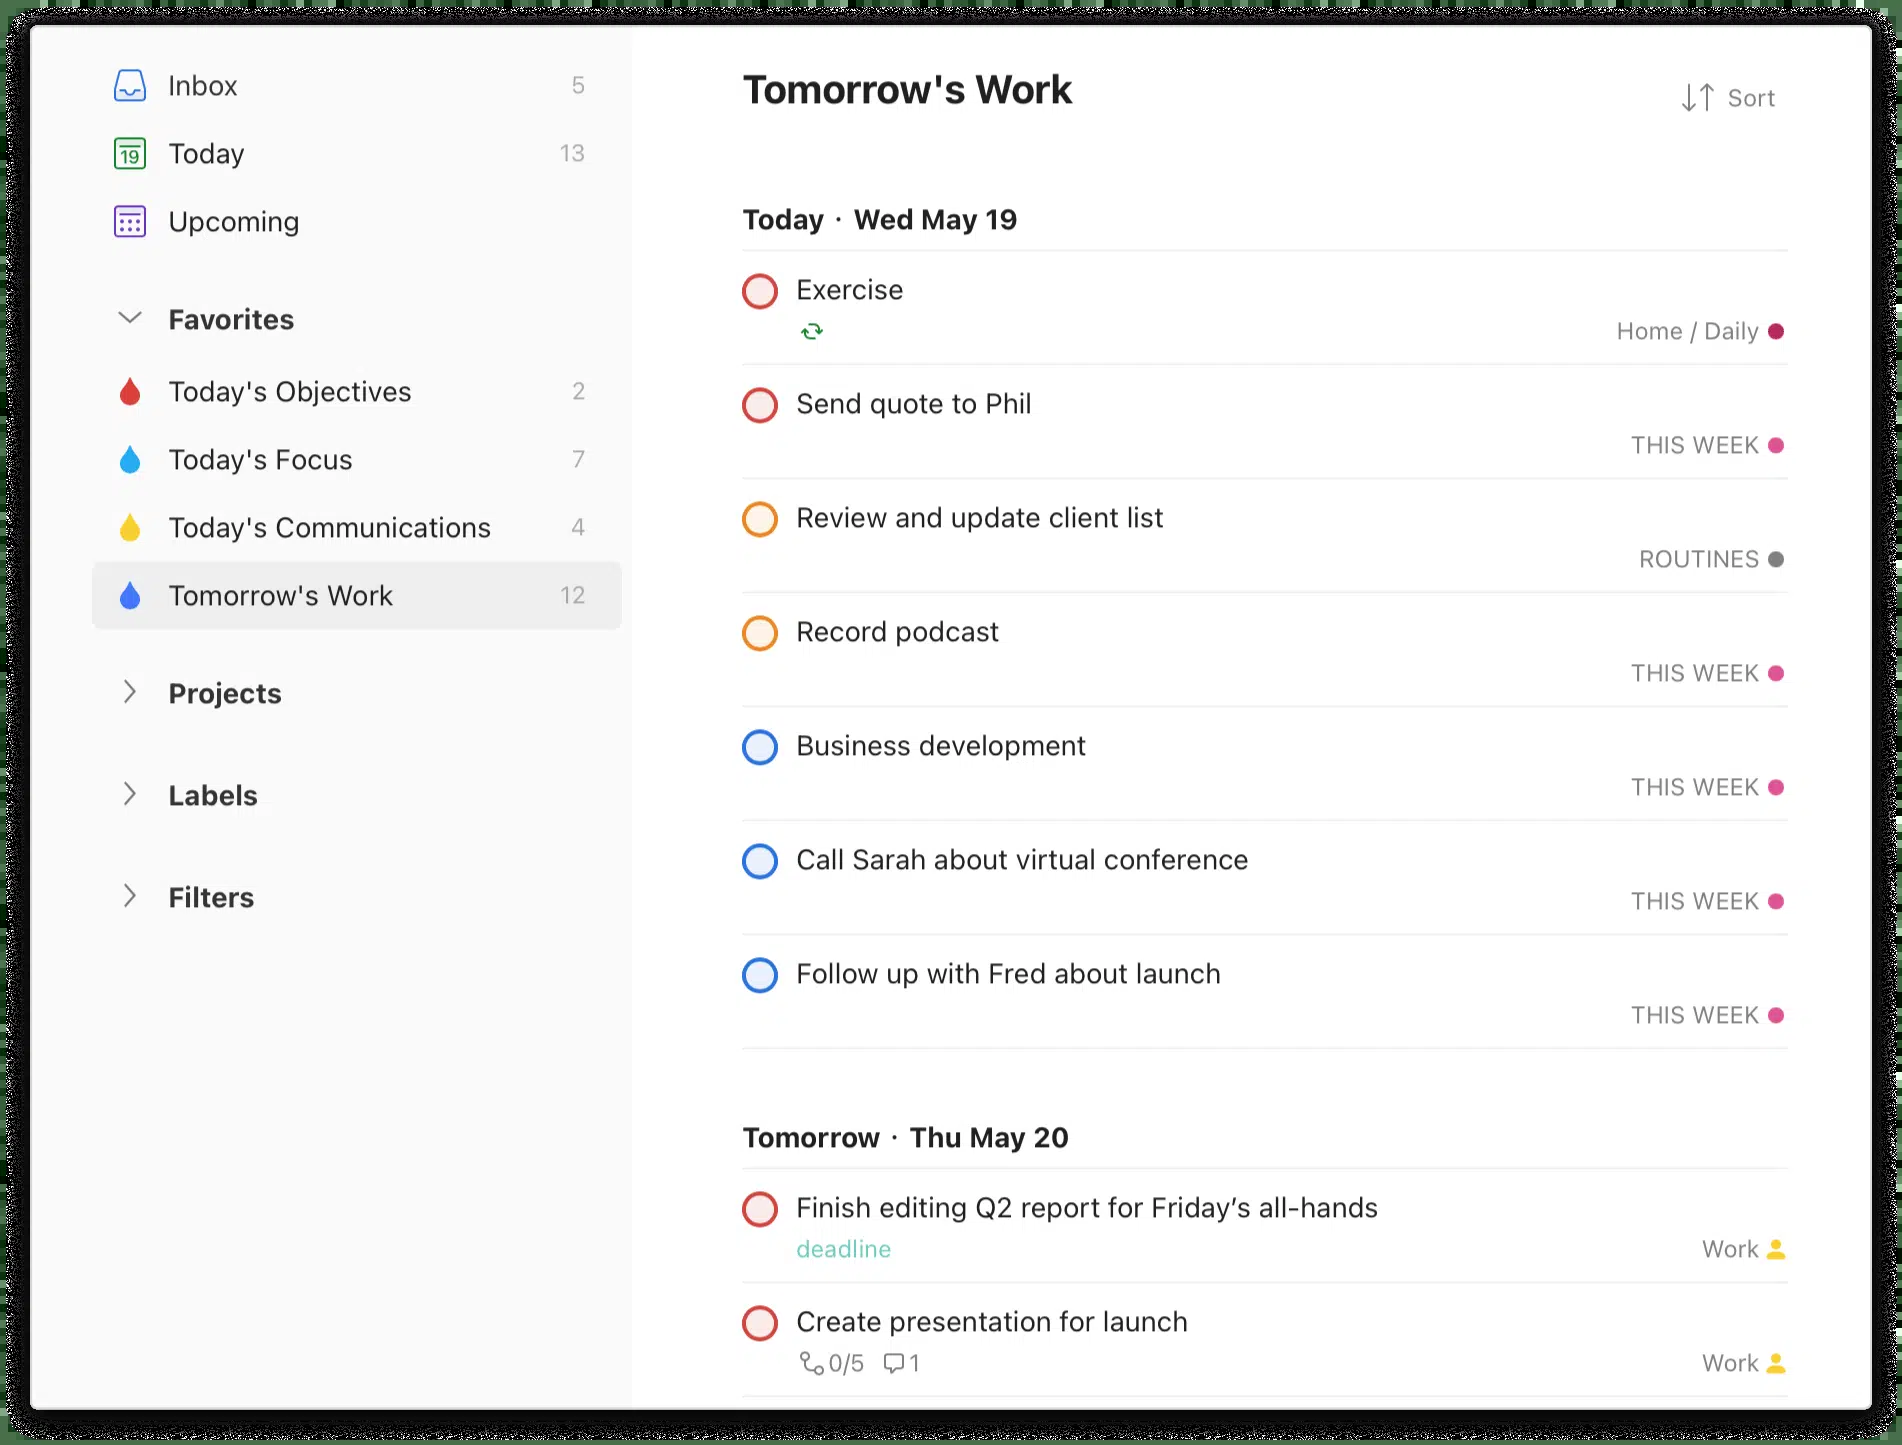 Inbox 5
19 Today 13
Upcoming
Favorites
Today's Objectives 2
Today's Focus 7
Today's Communications 4
Tomorrow's Work 12
Projects
Labels
Filters
Tomorrow's Work
Sort
Today · Wed May 19
Exercise
Home / Daily
Send quote to Phil
THIS WEEK
Review and update client list
ROUTINES
Record podcast
THIS WEEK
Business development
THIS WEEK
Call Sarah about virtual conference
THIS WEEK
Follow up with Fred about launch
THIS WEEK
Tomorrow · Thu May 20
Finish editing Q2 report for Friday’s all-hands
deadline Work
Create presentation for launch
0/5 1 Work